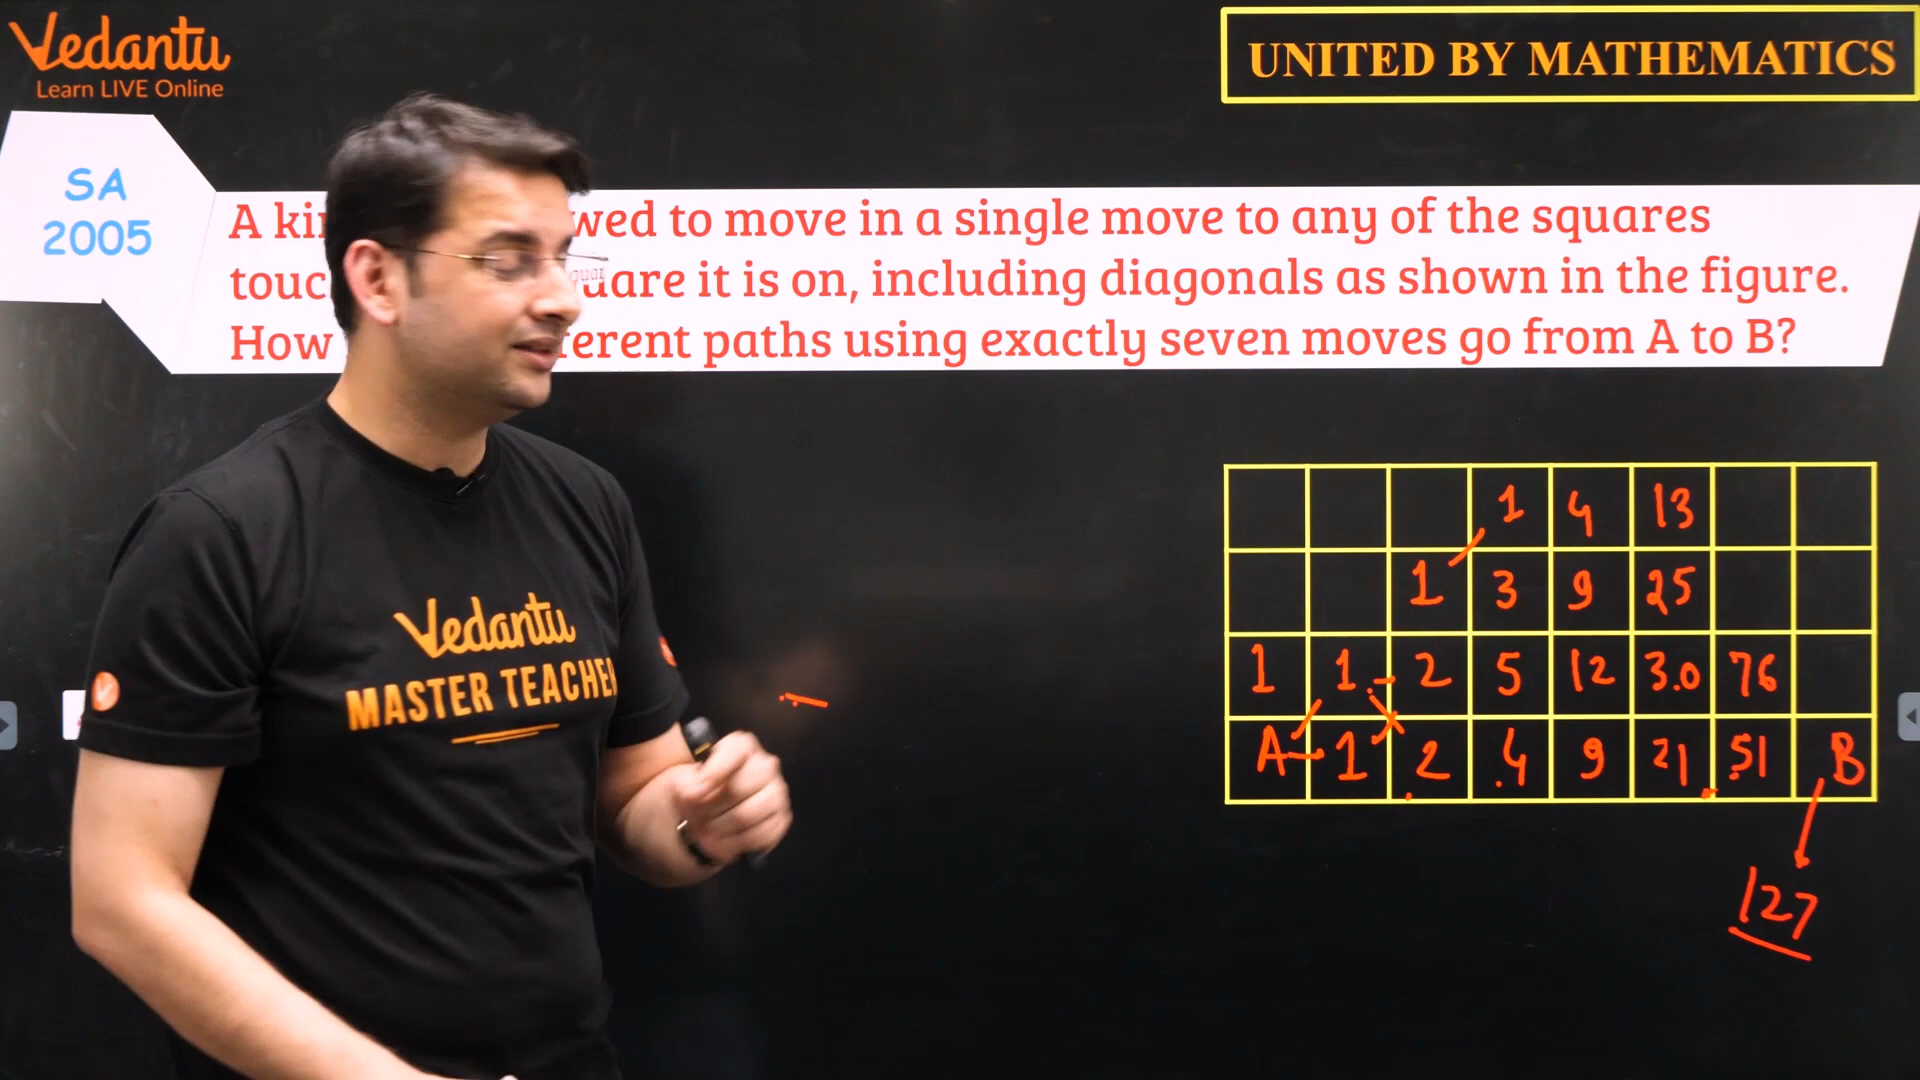 Vedantu
Learn LIVE Online
UNITED BY MATHEMATICS
SA
2005
A ki wed to move in a single move to any of the squares
touc uare it is on, including diagonals as shown in the figure.
How erent paths using exactly seven moves go from A to B?
1 4 13
1 3 9 25
1 1 2 5 12 30 76
A 1 2 4 9 21 51 B
127
Vedantu
MASTER TEACHER